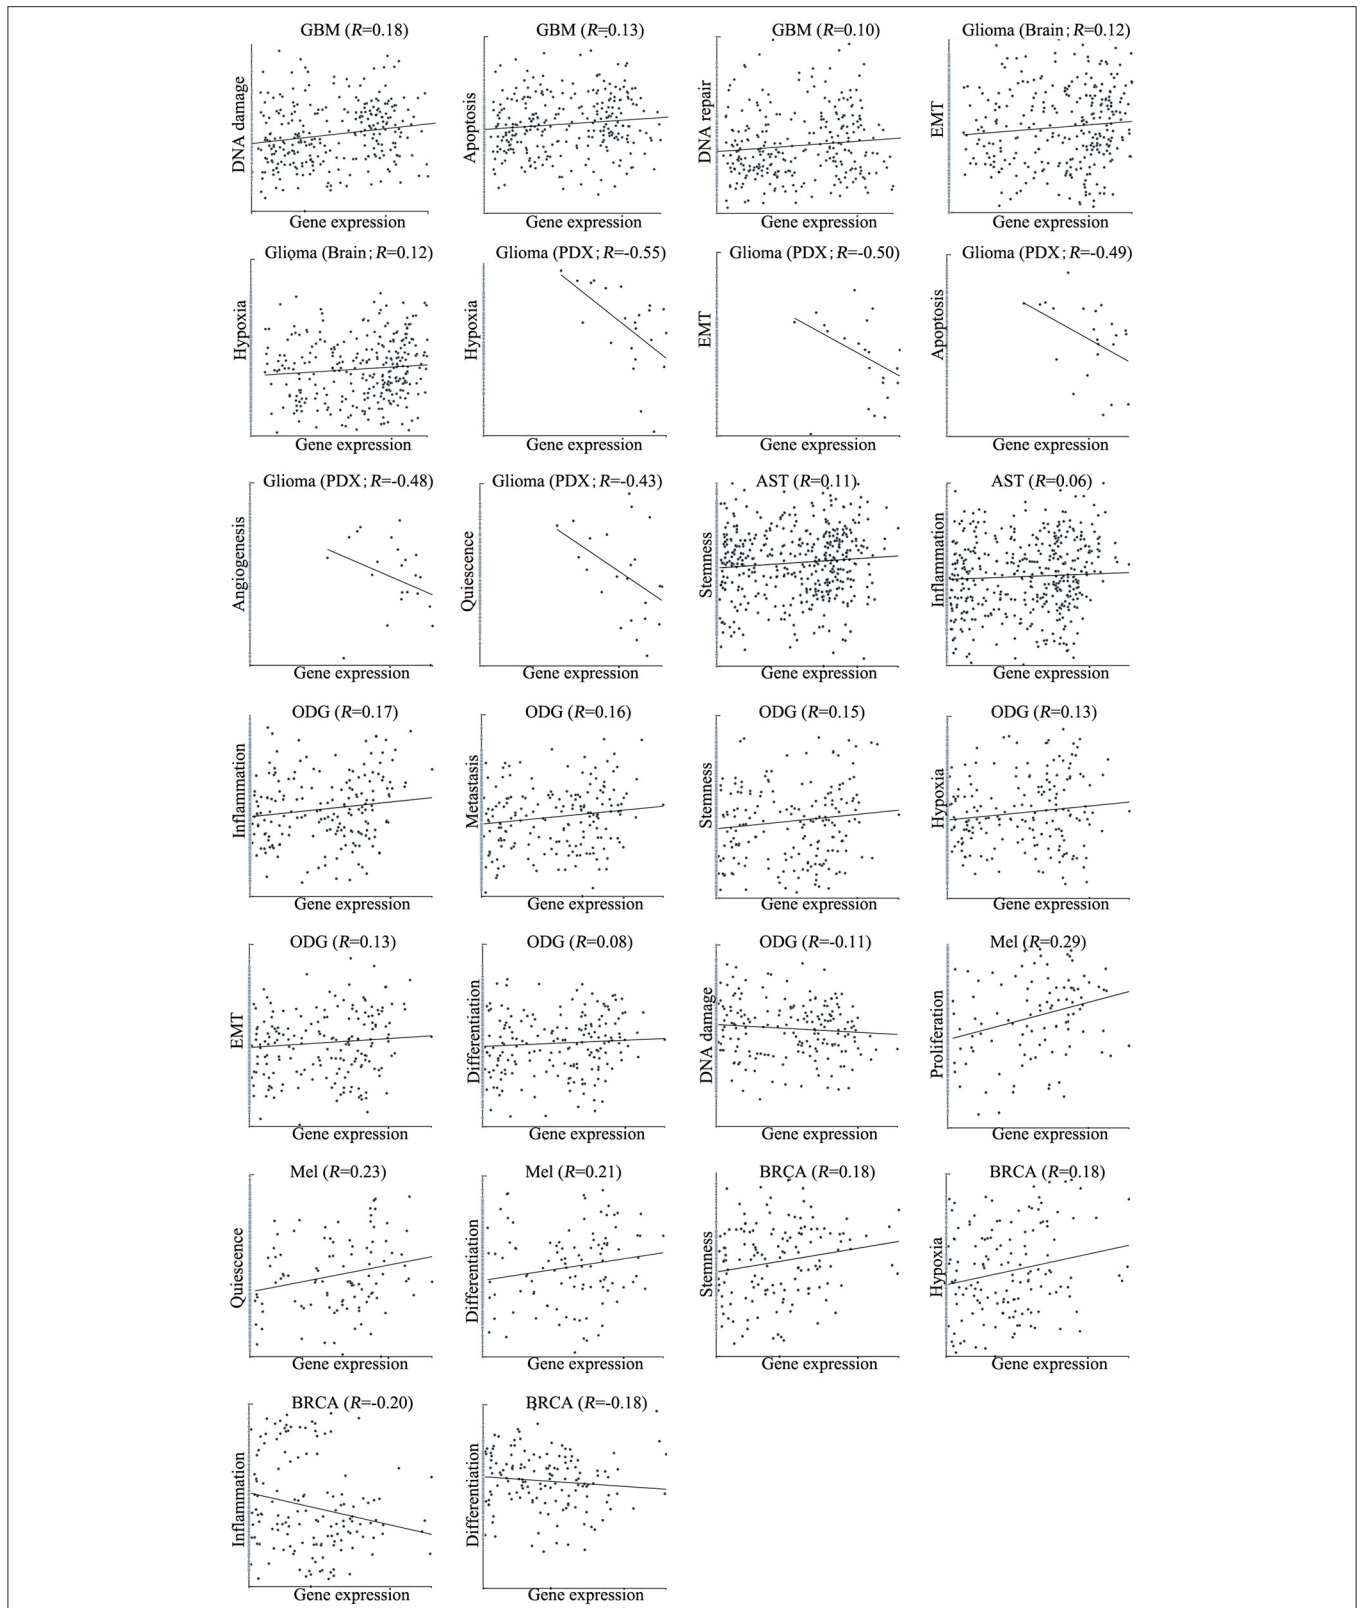 GBM (R=0.18)
DNA damage
Gene expression
GBM (R=0.13)
Apoptosis
Gene expression
GBM (R=0.10)
DNA repair
Gene expression
Glioma (Brain; R=0.12)
EMT
Gene expression
Glioma (Brain; R=0.12)
Hypoxia
Gene expression
Glioma (PDX; R=-0.55)
Hypoxia
Gene expression
Glioma (PDX; R=-0.50)
EMT
Gene expression
Glioma (PDX; R=-0.49)
Apoptosis
Gene expression
Glioma (PDX; R=-0.48)
Angiogenesis
Gene expression
Glioma (PDX; R=-0.43)
Quiescence
Gene expression
AST (R=0.11)
Stemness
Gene expression
AST (R=0.06)
Inflammation
Gene expression
ODG (R=0.17)
Inflammation
Gene expression
ODG (R=0.16)
Metastasis
Gene expression
ODG (R=0.15)
Stemness
Gene expression
ODG (R=0.13)
Hypoxia
Gene expression
ODG (R=0.13)
EMT
Gene expression
ODG (R=0.08)
Differentiation
Gene expression
ODG (R=-0.11)
DNA damage
Gene expression
Mel (R=0.29)
Proliferation
Gene expression
Mel (R=0.23)
Quiescence
Gene expression
Mel (R=0.21)
Differentiation
Gene expression
BRCA (R=0.18)
Stemness
Gene expression
BRCA (R=0.18)
Hypoxia
Gene expression
BRCA (R=-0.20)
Inflammation
Gene expression
BRCA (R=-0.18)
Differentiation
Gene expression